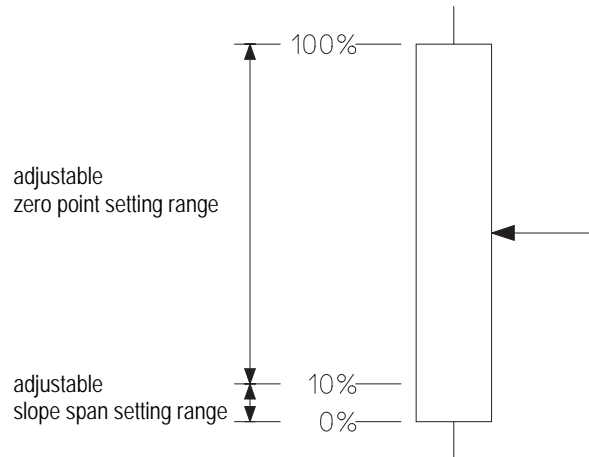 100%
adjustable
zero point setting range
adjustable
slope span setting range
10%
0%